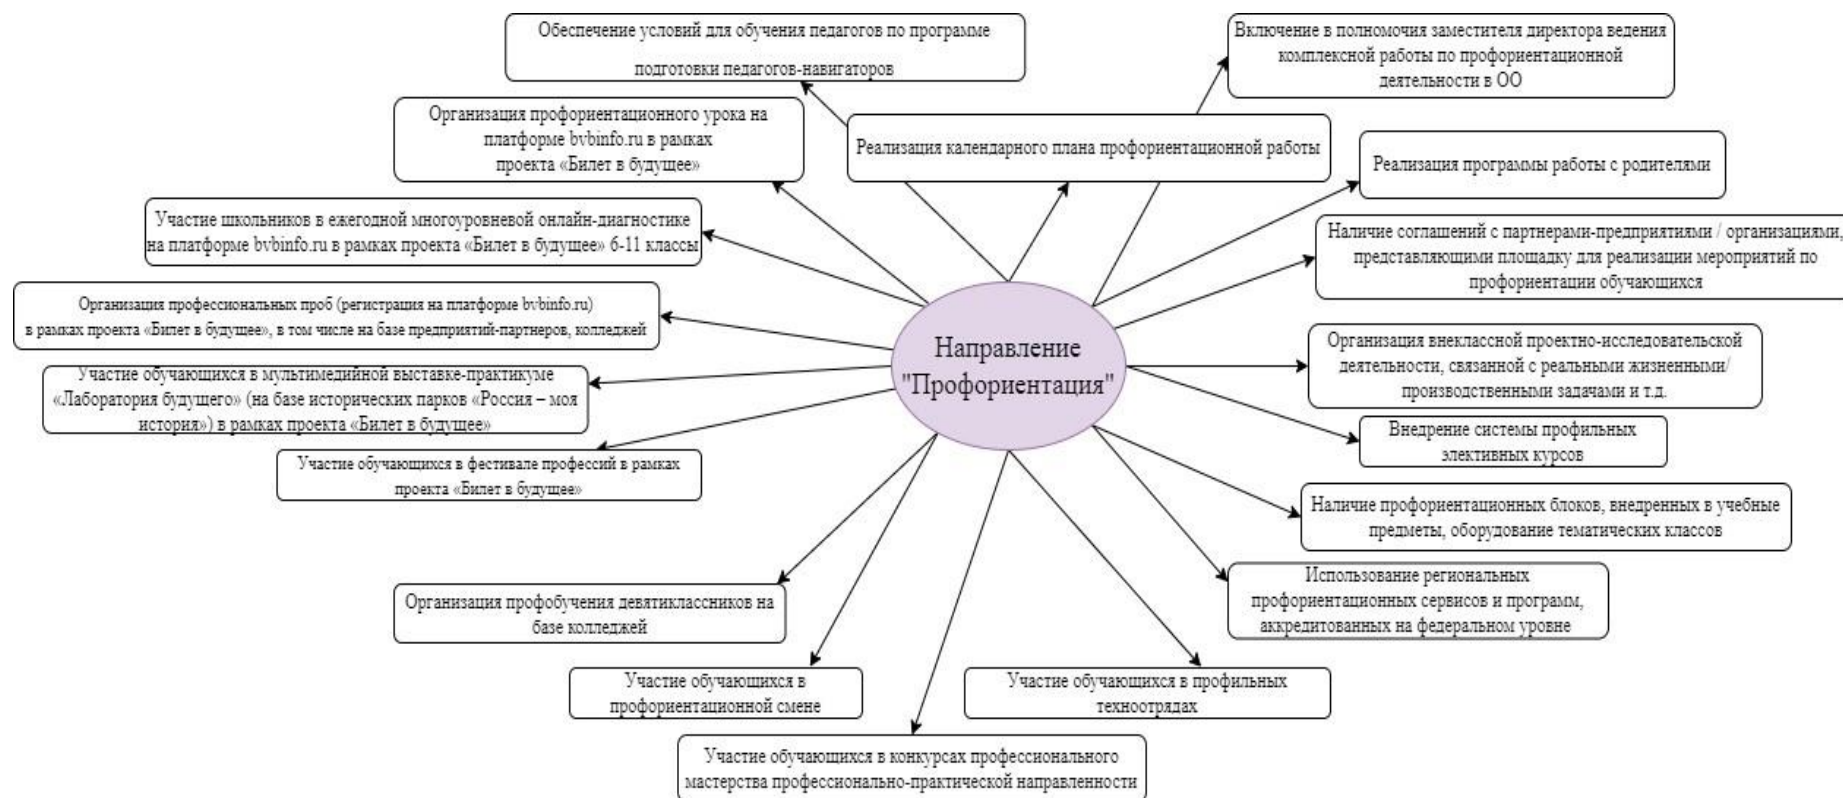 Обеспечение условий для обучения педагогов по программе
подготовки педагогов-навигаторов
Включение в полномочия заместителя директора ведения
комплексной работы по профориентационной
деятельности в ОО
Организация профориентационного урока на
платформе bvbinfo.ru в рамках
проекта «Билет в будущее»
Реализация календарного плана профориентационной работы
Реализация программы работы с родителями
Участие школьников в ежегодной многоуровневой онлайн-диагностике
на платформе bvbinfo.ru в рамках проекта «Билет в будущее» 6-11 классы
Наличие соглашений с партнерами-предприятиями / организациями,
представляющими площадку для реализации мероприятий по
профориентации обучающихся
Организация профессиональных проб (регистрация на платформе bvbinfo.ru)
в рамках проекта «Билет в будущее», в том числе на базе предприятий-партнеров, колледжей
Направление
"Профориентация"
Организация внеклассной проектно-исследовательской
деятельности, связанной с реальными жизненными/
производственными задачами и т.д.
Участие обучающихся в мультимедийной выставке-практикуме
«Лаборатория будущего» (на базе исторических парков «Россия – моя
история») в рамках проекта «Билет в будущее»
Внедрение системы профильных
элективных курсов
Участие обучающихся в фестивале профессий в рамках
проекта «Билет в будущее»
Наличие профориентационных блоков, внедренных в учебные
предметы, оборудование тематических классов
Организация профобучения девятиклассников на
базе колледжей
Использование региональных
профориентационных сервисов и программ,
аккредитованных на федеральном уровне
Участие обучающихся в
профориентационной смене
Участие обучающихся в профильных
техноотрядах
Участие обучающихся в конкурсах профессионального
мастерства профессионально-практической направленности